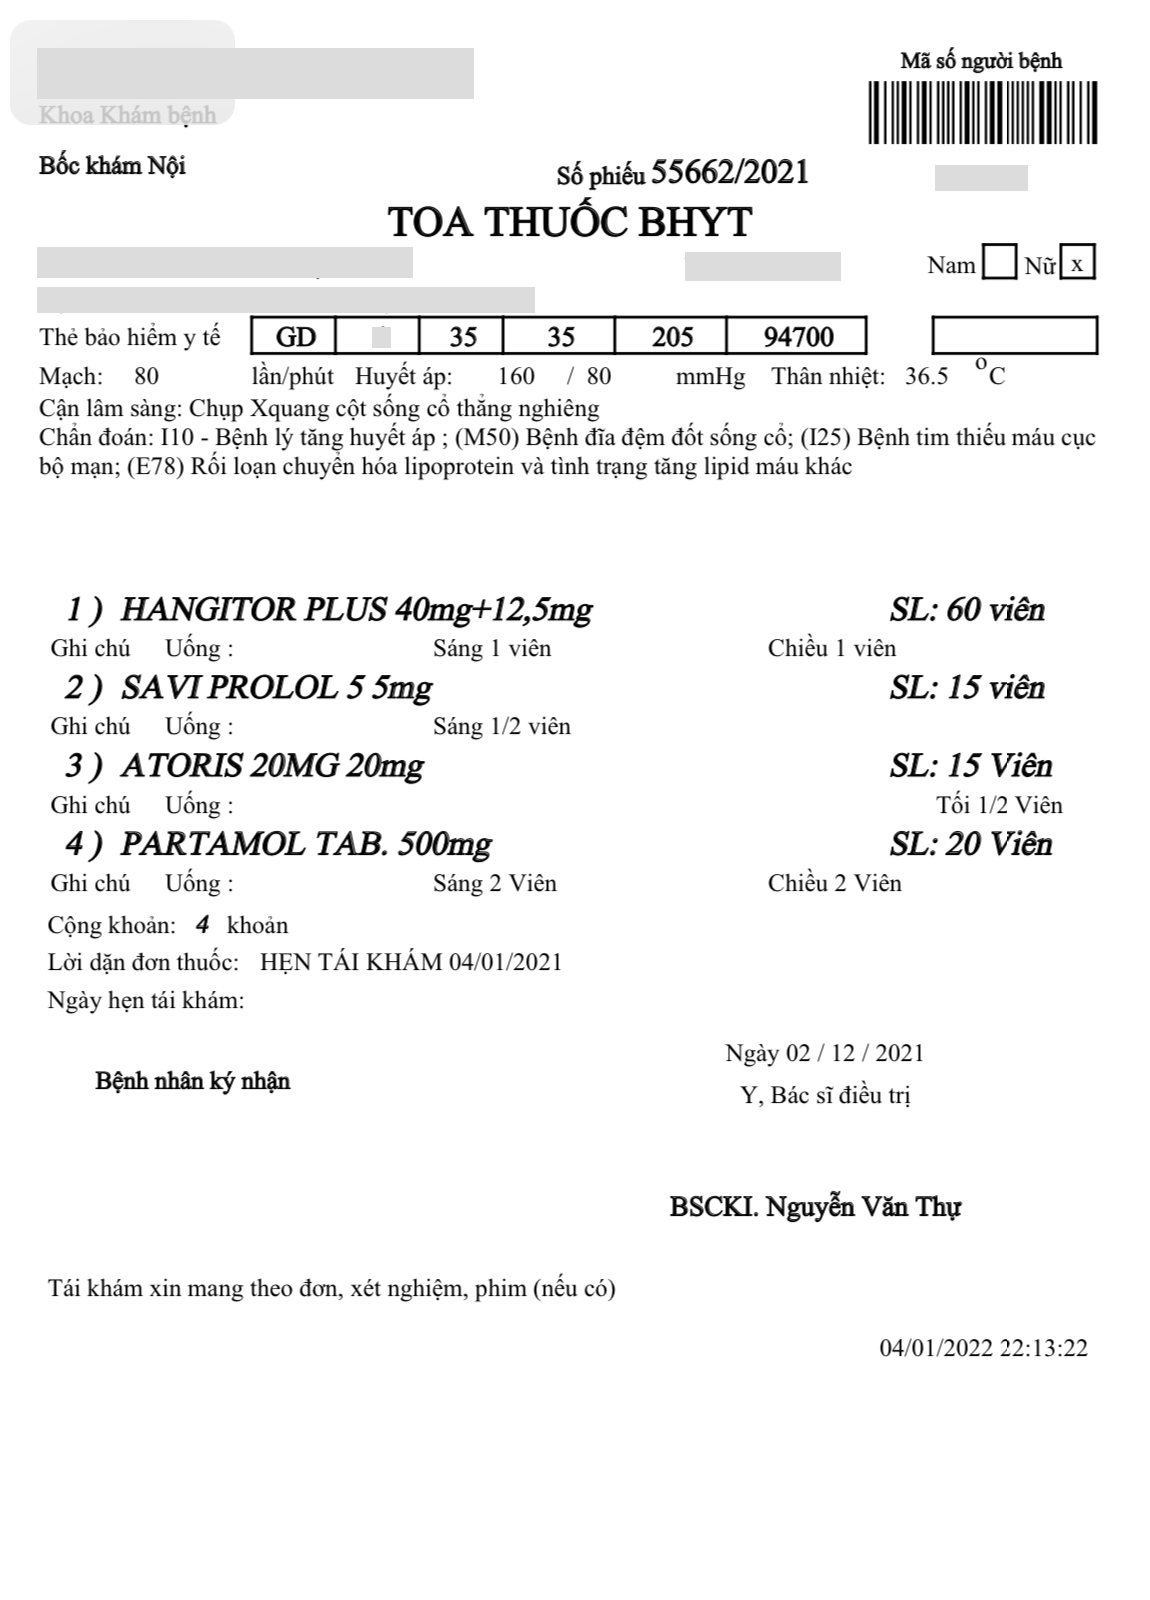 Khoa Khám bệnh
Mã số người bệnh
Bốc khám Nội
Số phiếu 55662/2021
TOA THUỐC BHYT
Nam Nữ x
Thẻ bảo hiểm y tế GD 35 35 205 94700
Mạch: 80 lần/phút Huyết áp: 160 / 80 mmHg Thân nhiệt: 36.5 °C
Cận lâm sàng: Chụp Xquang cột sống cổ thẳng nghiêng
Chẩn đoán: I10 - Bệnh lý tăng huyết áp ; (M50) Bệnh đĩa đệm đốt sống cổ; (I25) Bệnh tim thiếu máu cục
bộ mạn; (E78) Rối loạn chuyển hóa lipoprotein và tình trạng tăng lipid máu khác
1 ) HANGITOR PLUS 40mg+12,5mg SL: 60 viên
Ghi chú Uống : Sáng 1 viên Chiều 1 viên
2 ) SAVI PROLOL 5 5mg SL: 15 viên
Ghi chú Uống : Sáng 1/2 viên
3 ) ATORIS 20MG 20mg SL: 15 Viên
Ghi chú Uống : Tối 1/2 Viên
4 ) PARTAMOL TAB. 500mg SL: 20 Viên
Ghi chú Uống : Sáng 2 Viên Chiều 2 Viên
Cộng khoản: 4 khoản
Lời dặn đơn thuốc: HẸN TÁI KHÁM 04/01/2021
Ngày hẹn tái khám:
Ngày 02 / 12 / 2021
Bệnh nhân ký nhận
Y, Bác sĩ điều trị
BSCKI. Nguyễn Văn Thự
Tái khám xin mang theo đơn, xét nghiệm, phim (nếu có)
04/01/2022 22:13:22